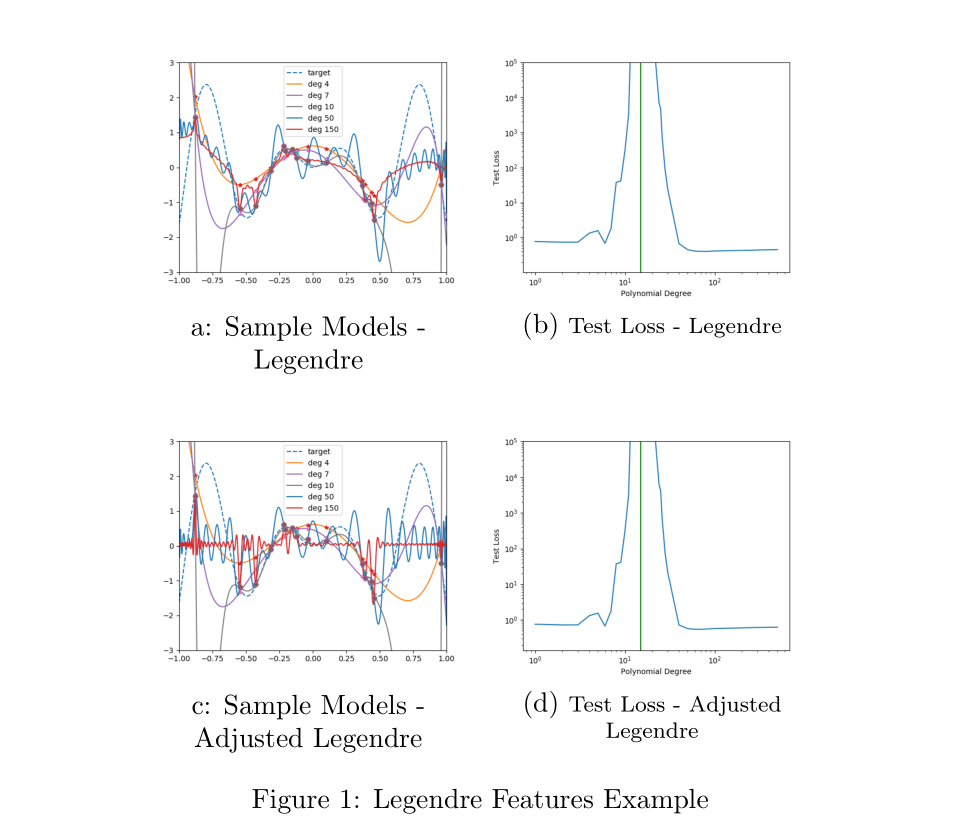 3
2
1
0
−1
−2
−3
−1.00 −0.75 −0.50 −0.25 0.00 0.25 0.50 0.75 1.00
target
deg 4
deg 7
deg 10
deg 50
deg 150
a: Sample Models -
Legendre
Test Loss
10^5
10^4
10^3
10^2
10^1
10^0
10^0 10^1 10^2
Polynomial Degree
(b) Test Loss - Legendre
3
2
1
0
−1
−2
−3
−1.00 −0.75 −0.50 −0.25 0.00 0.25 0.50 0.75 1.00
target
deg 4
deg 7
deg 10
deg 50
deg 150
c: Sample Models -
Adjusted Legendre
Test Loss
10^5
10^4
10^3
10^2
10^1
10^0
10^0 10^1 10^2
Polynomial Degree
(d) Test Loss - Adjusted
Legendre
Figure 1: Legendre Features Example